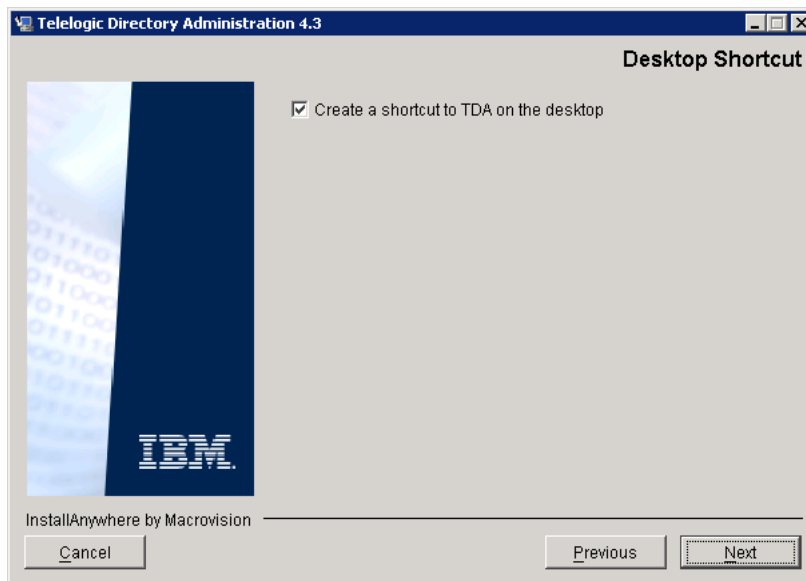 Telelogic Directory Administration 4.3
Desktop Shortcut
Create a shortcut to TDA on the desktop
IBM.
InstallAnywhere by Macrovision
Cancel
Previous
Next